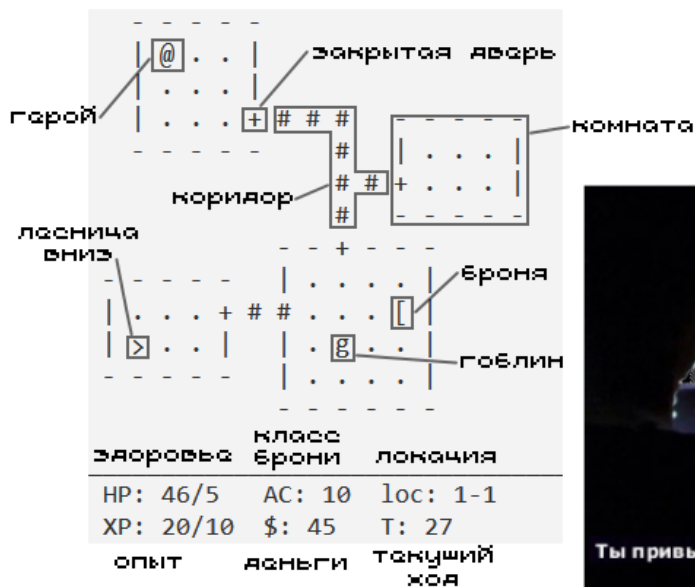 - - - - -
| @ . . |
закрытая дверь
| . . . |
герой
| . . . + # # #
- - - - -
комната
- - - - -
#
| . . . |
коридор
# # + . . . |
#
- - - - -
лесница
вниз
- - + - - -
- - - - -
| . . . . |
броня
| . . . + # # . . . [ |
| > . . |
| . g . . |
гоблин
- - - - -
| . . . . |
- - - - - -
здоровье
класс
брони
локация
HP: 46/5 AC: 10 loc: 1-1
XP: 20/10 $: 45 T: 27
опыт
деньги
текущий
ход
Ты привы